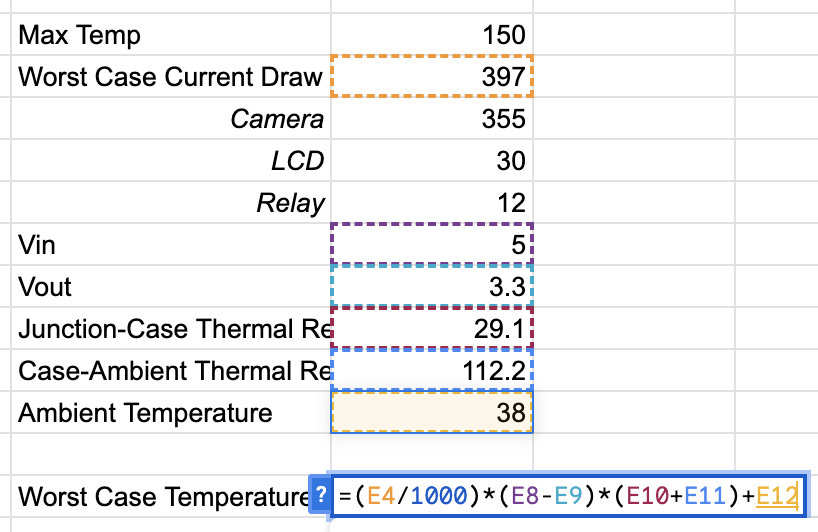 Max Temp 150
Worst Case Current Draw 397
Camera 355
LCD 30
Relay 12
Vin 5
Vout 3.3
Junction-Case Thermal Re 29.1
Case-Ambient Thermal Re 112.2
Ambient Temperature 38
Worst Case Temperature ? =(E4/1000)*(E8-E9)*(E10+E11)+E12